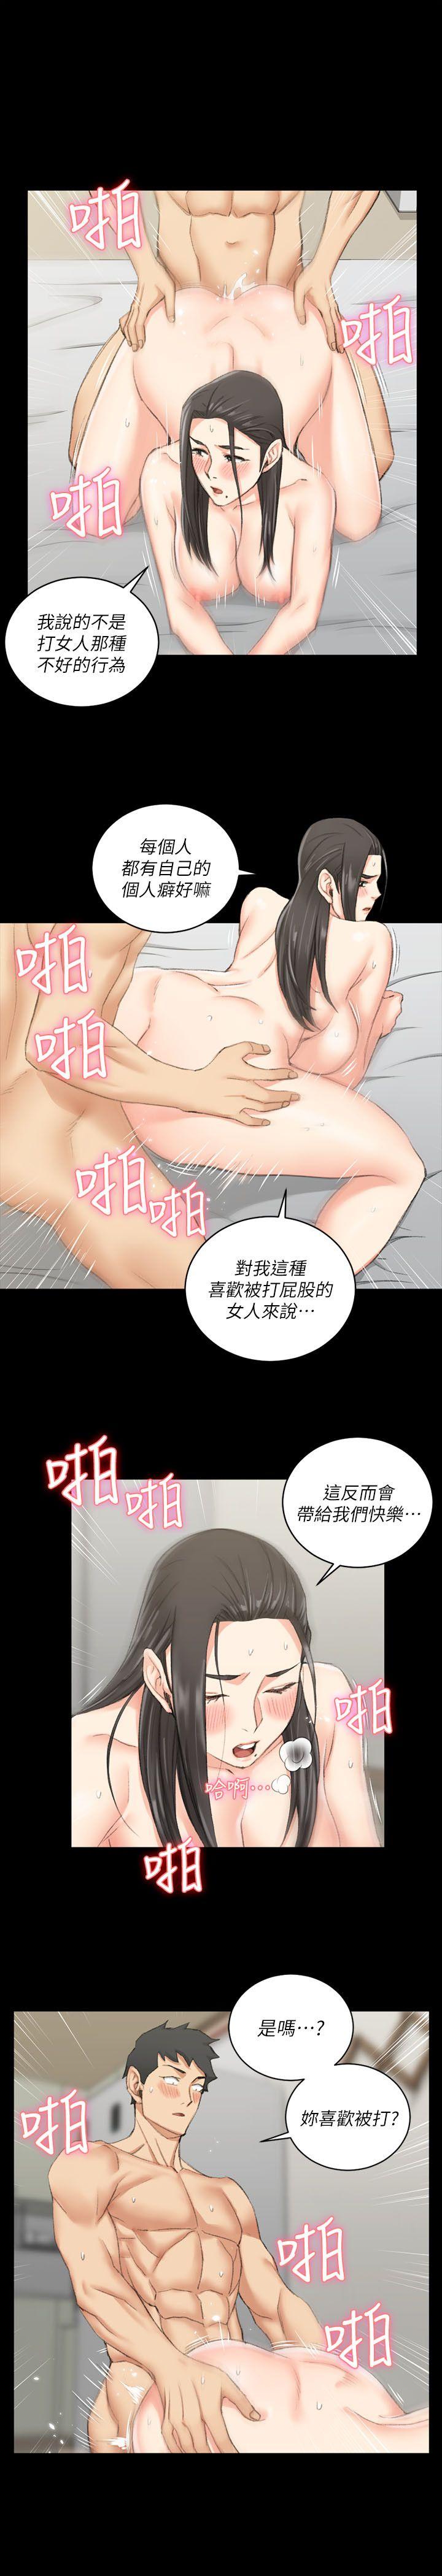 啪
啪
啪
我說的不是
打女人那種
不好的行為
每個人
都有自己的
個人癖好嘛
啪
啪
啪
啪
對我這種
喜歡被打屁股的
女人來說⋯
啪
啪
這反而會
帶給我們快樂⋯
啪
哈啊⋯
啪
是嗎⋯?
妳喜歡被打?
啪
啪
啪